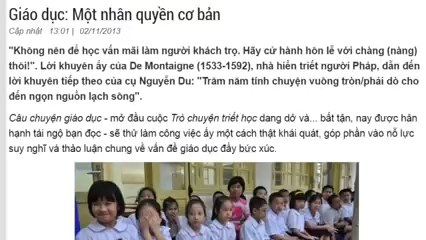 Giáo dục: Một nhân quyền cơ bản
Cập nhật 13:01 | 02/11/2013
"Không nên để học vấn mãi làm người khách trọ. Hãy cử hành hôn lễ với chàng (nàng)
thôi!". Lời khuyên ấy của De Montaigne (1533-1592), nhà hiền triết người Pháp, dẫn đến
lời khuyên tiếp theo của cụ Nguyễn Du: "Trăm năm tính chuyện vuông tròn/phải dò cho
đến ngọn nguồn lạch sông".
Câu chuyện giáo dục - mở đầu cuộc Trò chuyện triết học dang dở và... bất tận, nay được hân
hạnh tái ngộ bạn đọc - sẽ thử làm công việc ấy một cách thật khái quát, góp phần vào nỗ lực
suy nghĩ và thảo luận chung về vấn đề giáo dục đầy bức xúc.